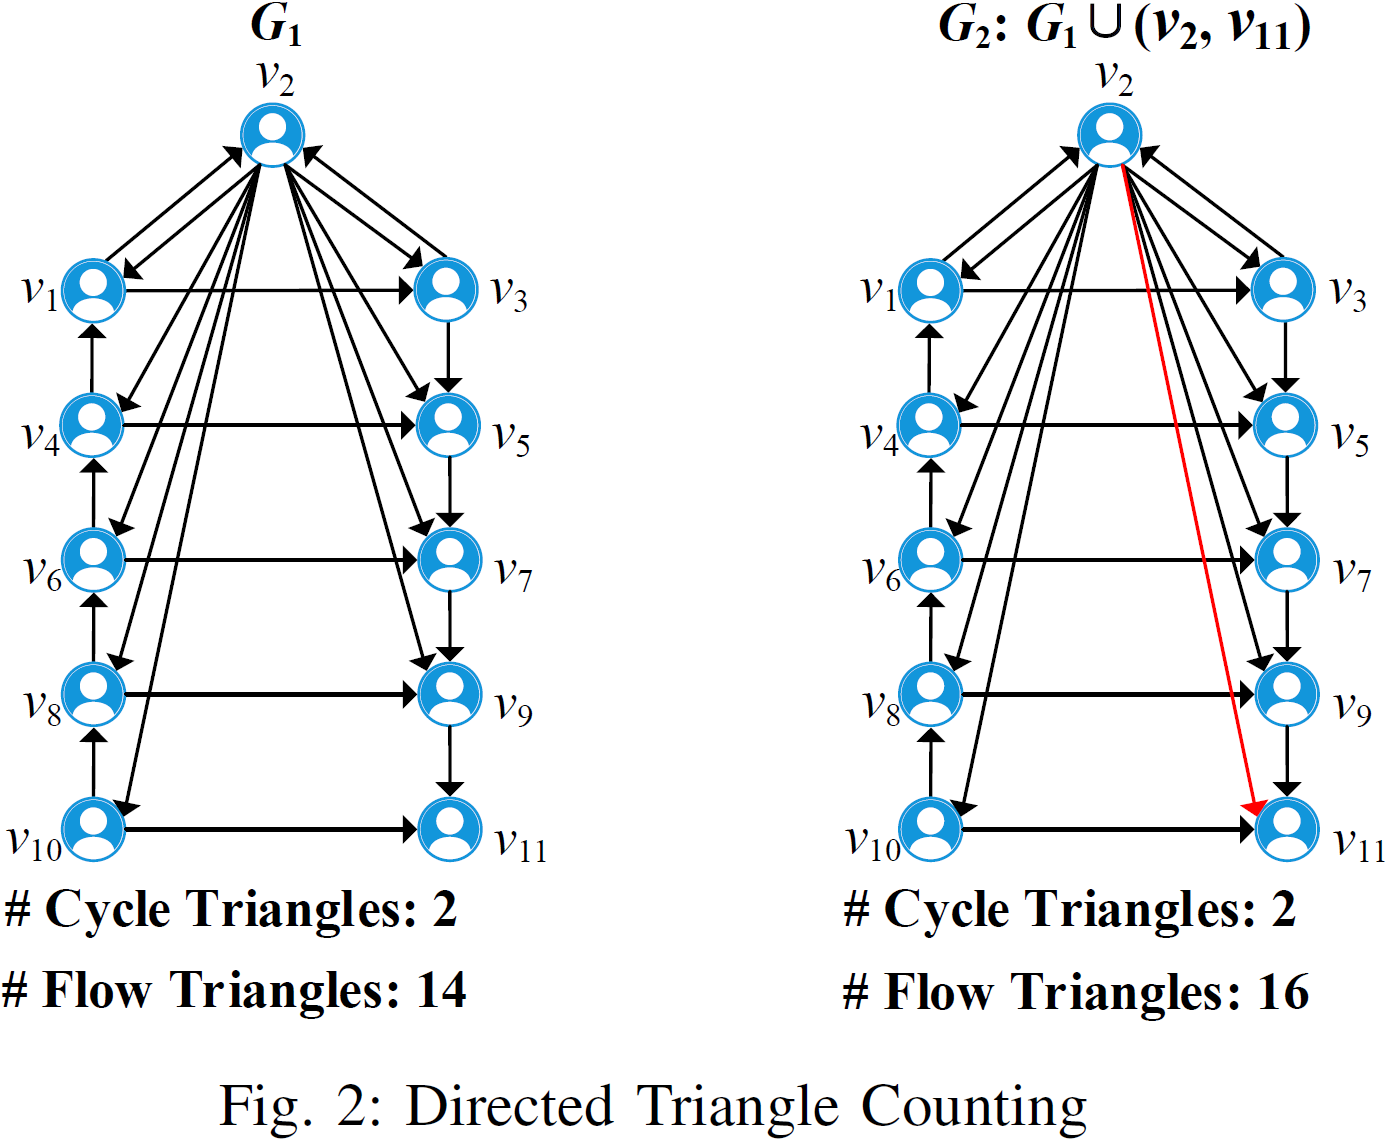 G₁ G₂: G₁ ∪ (v₂, v₁₁)
v₂ v₂
v₁ v₃ v₁ v₃
v₄ v₅ v₄ v₅
v₆ v₇ v₆ v₇
v₈ v₉ v₈ v₉
v₁₀ v₁₁ v₁₀ v₁₁
# Cycle Triangles: 2 # Cycle Triangles: 2
# Flow Triangles: 14 # Flow Triangles: 16
Fig. 2: Directed Triangle Counting